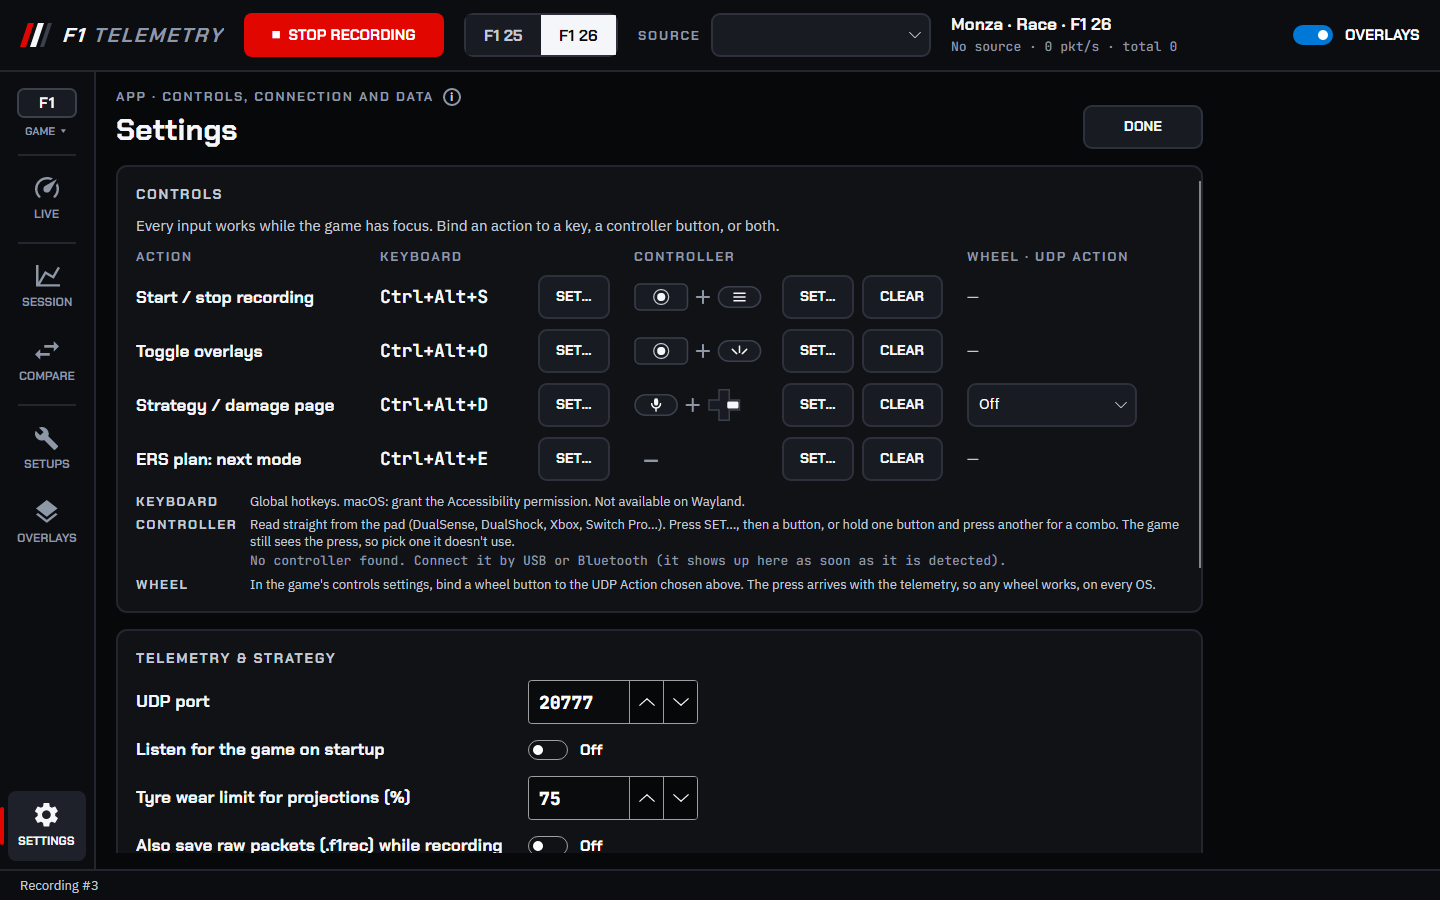 F1 TELEMETRY
STOP RECORDING
F1 25
F1 26
SOURCE
Monza · Race · F1 26
No source · 0 pkt/s · total 0
OVERLAYS
F1
GAME
LIVE
SESSION
COMPARE
SETUPS
OVERLAYS
SETTINGS
APP · CONTROLS, CONNECTION AND DATA
Settings
DONE
CONTROLS
Every input works while the game has focus. Bind an action to a key, a controller button, or both.
ACTION KEYBOARD CONTROLLER WHEEL · UDP ACTION
Start / stop recording Ctrl+Alt+S SET... + SET... CLEAR —
Toggle overlays Ctrl+Alt+O SET... + SET... CLEAR —
Strategy / damage page Ctrl+Alt+D SET... + SET... CLEAR Off
ERS plan: next mode Ctrl+Alt+E SET... — SET... CLEAR —
KEYBOARD Global hotkeys. macOS: grant the Accessibility permission. Not available on Wayland.
CONTROLLER Read straight from the pad (DualSense, DualShock, Xbox, Switch Pro...). Press SET..., then a button, or hold one button and press another for a combo. The game
still sees the press, so pick one it doesn't use.
No controller found. Connect it by USB or Bluetooth (it shows up here as soon as it is detected).
WHEEL In the game's controls settings, bind a wheel button to the UDP Action chosen above. The press arrives with the telemetry, so any wheel works, on every OS.
TELEMETRY & STRATEGY
UDP port 20777
Listen for the game on startup Off
Tyre wear limit for projections (%) 75
Also save raw packets (.f1rec) while recording Off
Recording #3